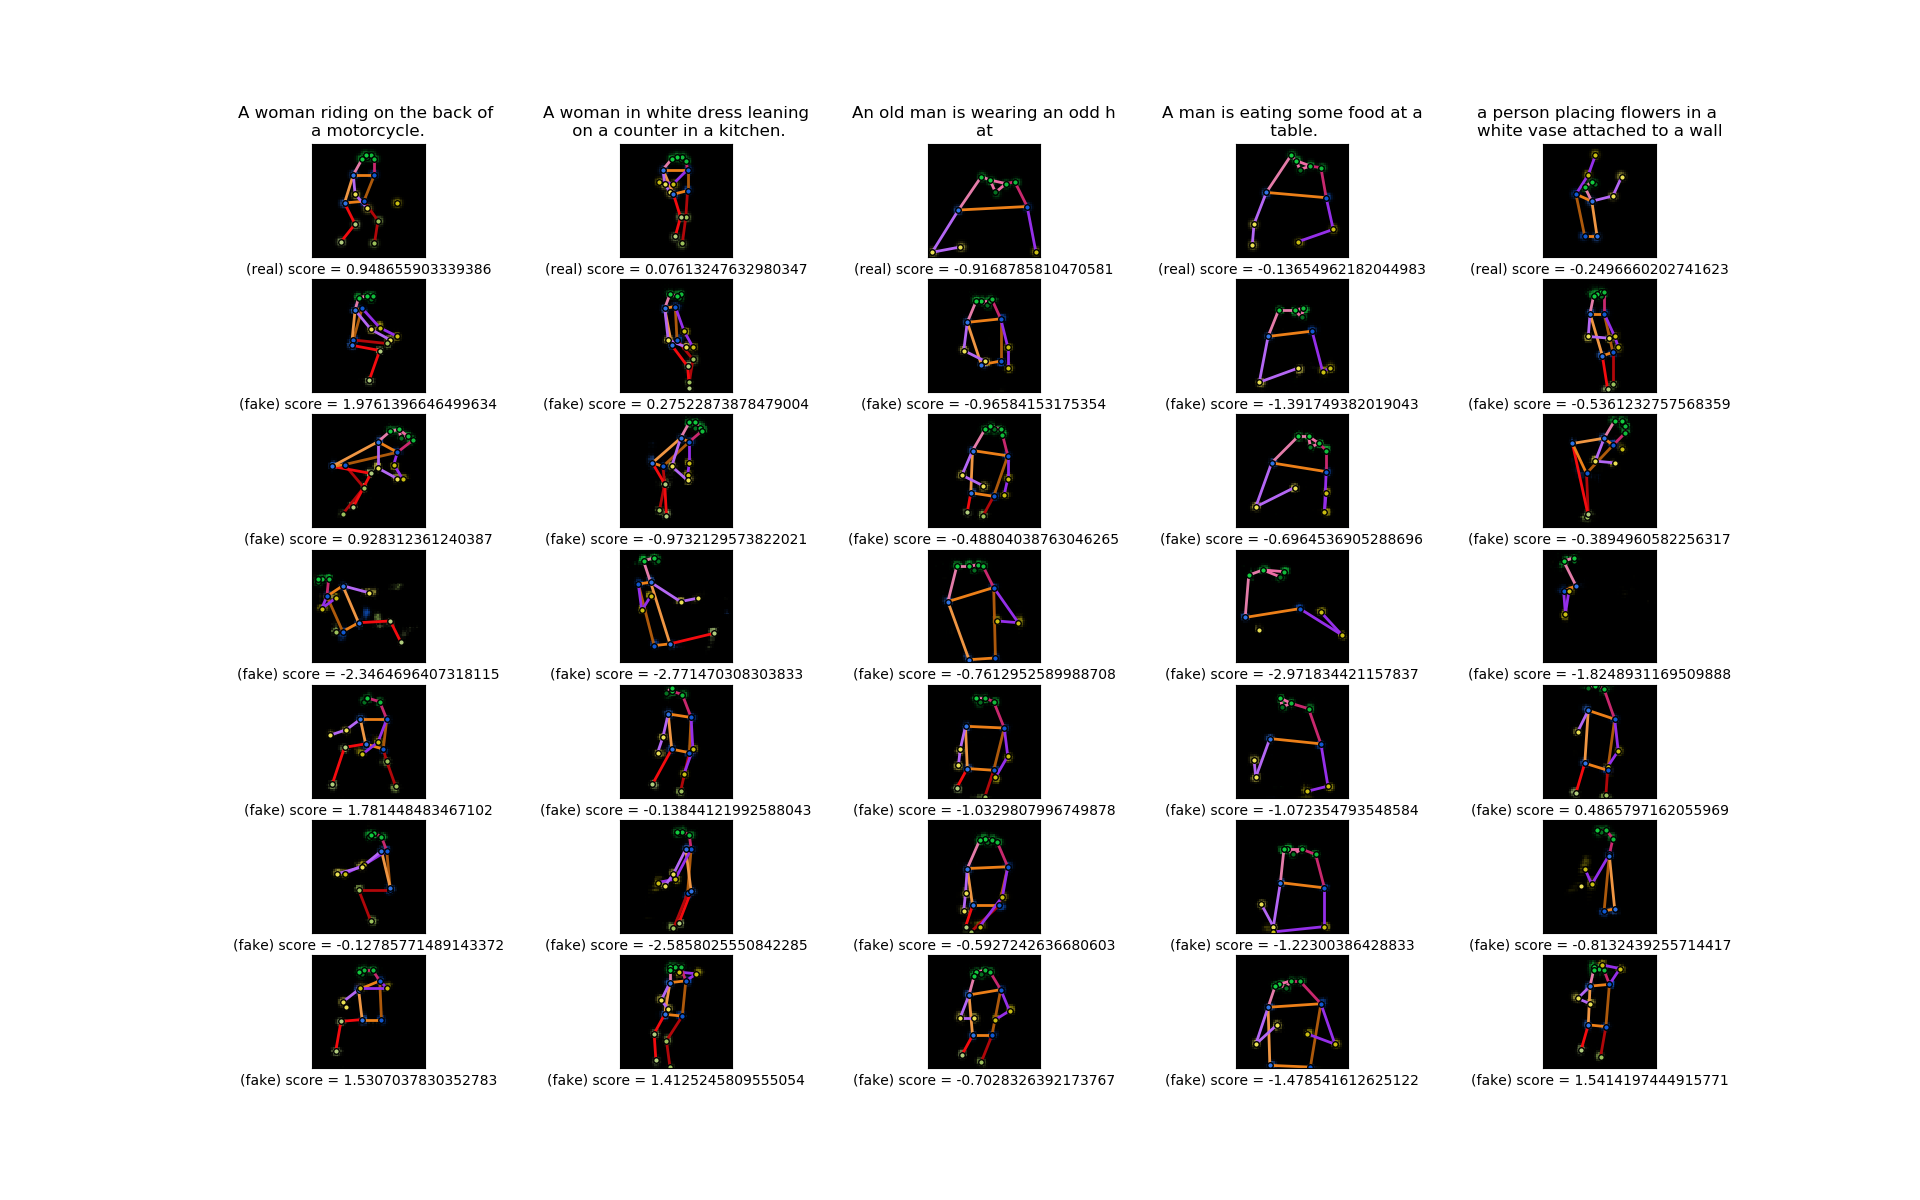 A woman riding on the back of
a motorcycle.
A woman in white dress leaning
on a counter in a kitchen.
An old man is wearing an odd h
at
A man is eating some food at a
table.
a person placing flowers in a
white vase attached to a wall
(real) score = 0.948655903339386
(real) score = 0.07613247632980347
(real) score = -0.9168785810470581
(real) score = -0.13654962182044983
(real) score = -0.2496660202741623
(fake) score = 1.9761396646499634
(fake) score = 0.27522873878479004
(fake) score = -0.96584153175354
(fake) score = -1.391749382019043
(fake) score = -0.5361232757568359
(fake) score = 0.928312361240387
(fake) score = -0.9732129573822021
(fake) score = -0.48804038763046265
(fake) score = -0.6964536905288696
(fake) score = -0.3894960582256317
(fake) score = -2.3464696407318115
(fake) score = -2.771470308303833
(fake) score = -0.7612952589988708
(fake) score = -2.971834421157837
(fake) score = -1.8248931169509888
(fake) score = 1.781448483467102
(fake) score = -0.13844121992588043
(fake) score = -1.0329807996749878
(fake) score = -1.072354793548584
(fake) score = 0.4865797162055969
(fake) score = -0.12785771489143372
(fake) score = -2.5858025550842285
(fake) score = -0.5927242636680603
(fake) score = -1.22300386428833
(fake) score = -0.8132439255714417
(fake) score = 1.5307037830352783
(fake) score = 1.4125245809555054
(fake) score = -0.7028326392173767
(fake) score = -1.478541612625122
(fake) score = 1.5414197444915771